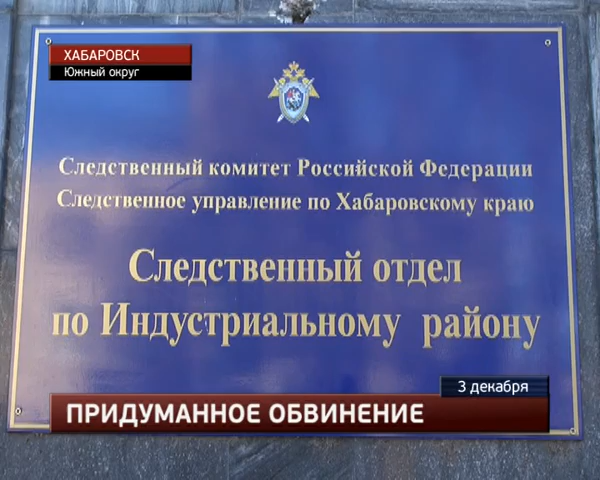 ХАБАРОВСК
Южный округ
Следственный комитет Российской Федерации
Следственное управление по Хабаровскому краю
Следственный отдел
по Индустриальному району
3 декабря
ПРИДУМАННОЕ ОБВИНЕНИЕ